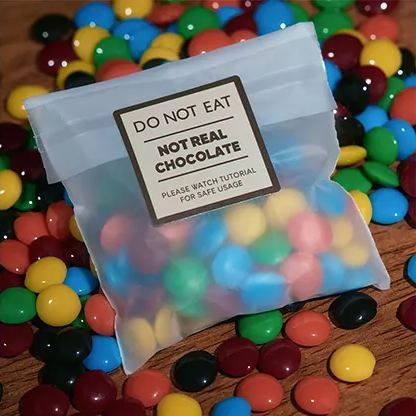 DO NOT EAT
NOT REAL
CHOCOLATE
PLEASE WATCH TUTORIAL
FOR SAFE USAGE